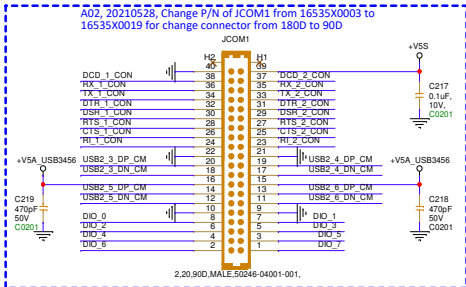 A02, 20210528, Change P/N of JCOM1 from 16535X0003 to
16535X0019 for change connector from 180D to 90D
JCOM1
+V5S
H2 H1
40 39
DCD_1_CON 38 37 DCD_2_CON
RX_1_CON 36 35 RX_2_CON
TX_1_CON 34 33 TX_2_CON
DTR_1_CON 32 31 DTR_2_CON
DSR_1_CON 30 29 DSR_2_CON
RTS_1_CON 28 27 RTS_2_CON
CTS_1_CON 26 25 CTS_2_CON
RI_1_CON 24 23 RI_2_CON
C217
0.1uF,
10V,
C0201
22 21
+V5A_USB3456 USB2_3_DP_CM 20 19 USB2_4_DP_CM +V5A_USB3456
USB2_3_DN_CM 18 17 USB2_4_DN_CM
16 15
USB2_5_DP_CM 14 13 USB2_6_DP_CM
USB2_5_DN_CM 12 11 USB2_6_DN_CM
10 9
C219
470pF
50V
C0201
C218
470pF
50V
C0201
DIO_0 8 7 DIO_1
DIO_2 6 5 DIO_3
DIO_4 4 3 DIO_5
DIO_6 2 1 DIO_7
2,20,90D,MALE,50246-04001-001,